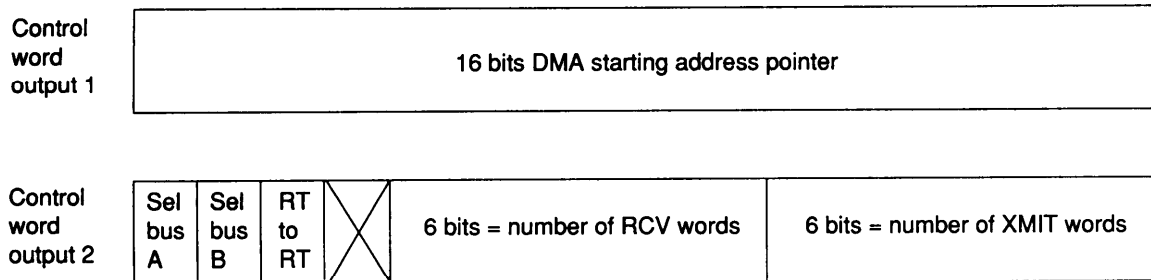 Control
word
output 1
16 bits DMA starting address pointer
Control
word
output 2
Sel
bus
A
Sel
bus
B
RT
to
RT
6 bits = number of RCV words
6 bits = number of XMIT words